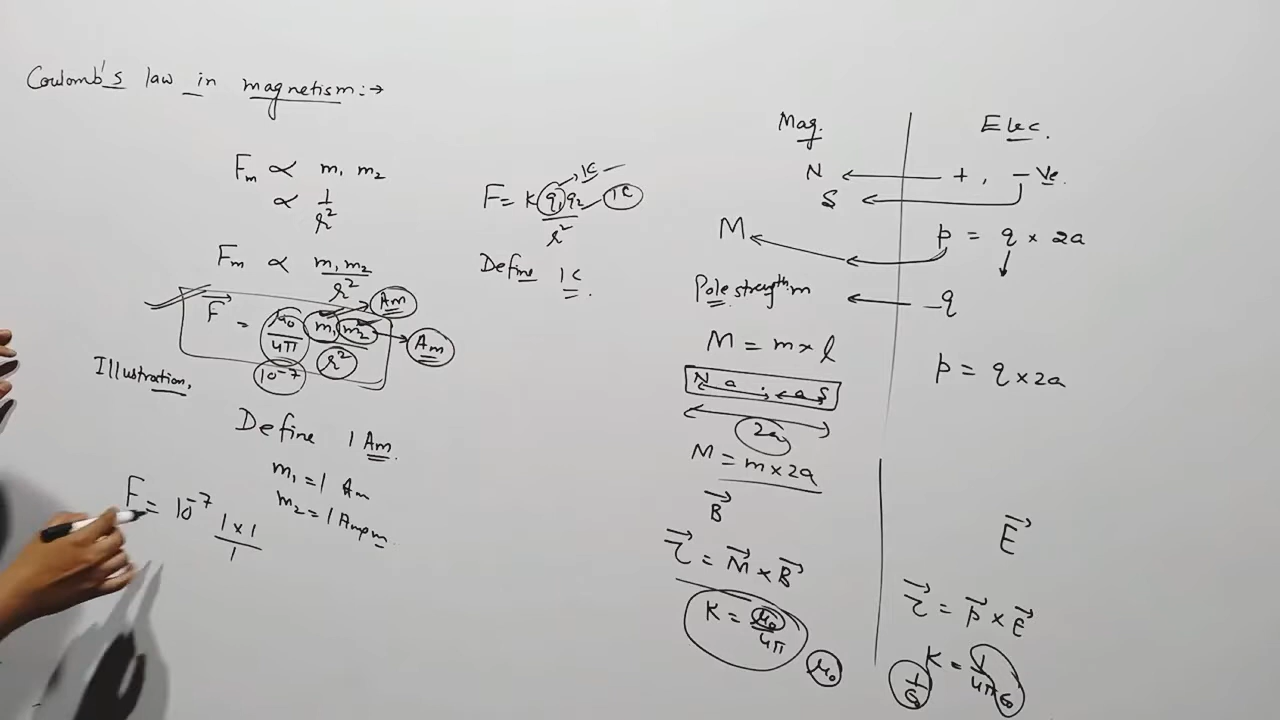 Coulomb's law in magnetism:→
Fm ∝ m₁ m₂
∝ 1/r²
Fm ∝ m₁m₂/r²
F⃗ = μ₀/4π m₁m₂/r²
Am
Am
10⁻⁷
Illustration.
Define 1 Am.
m₁ = 1 Am
m₂ = 1 Ampm
F = 10⁻⁷ 1×1/1
F = K q₁q₂/r²
1C
1C
Define 1C.
Mag. Elec.
N ← +, −ve.
S ←
M ← p = q × 2a
Pole strength m ← –q
M = m × l p = q × 2a
N a . a S
2a
M = m × 2a
B⃗ E⃗
τ⃗ = M⃗ × B⃗ τ⃗ = p⃗ × E⃗
K = μ₀/4π K = 1/4πε₀
μ₀ 1/ε₀